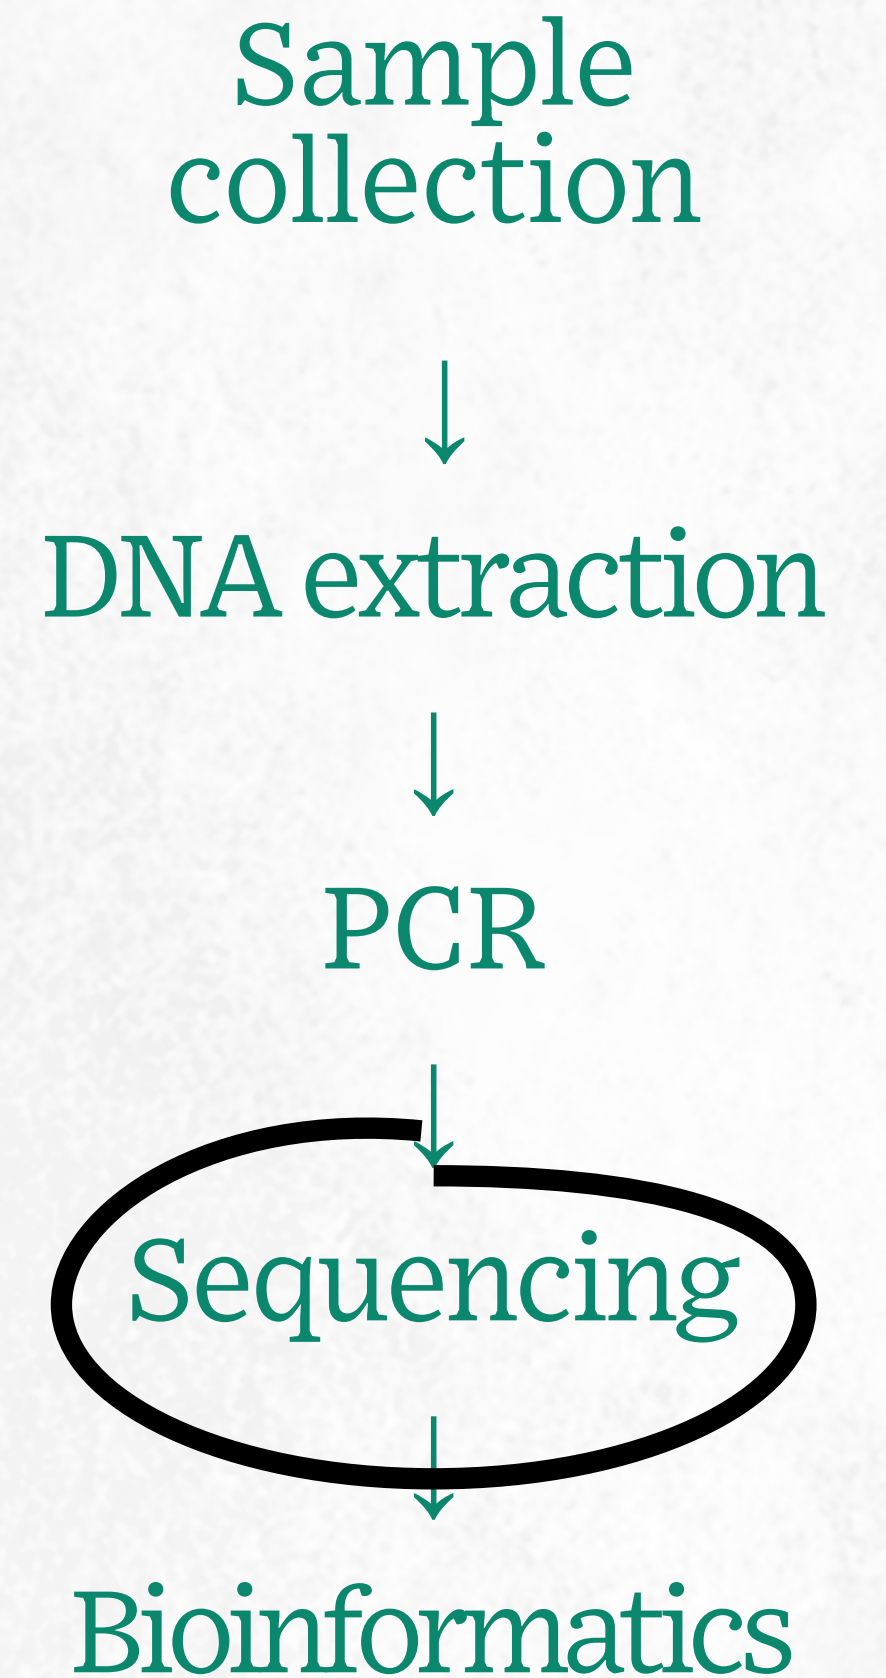 Sample
collection
↓
DNA extraction
↓
PCR
↓
Sequencing
↓
Bioinformatics